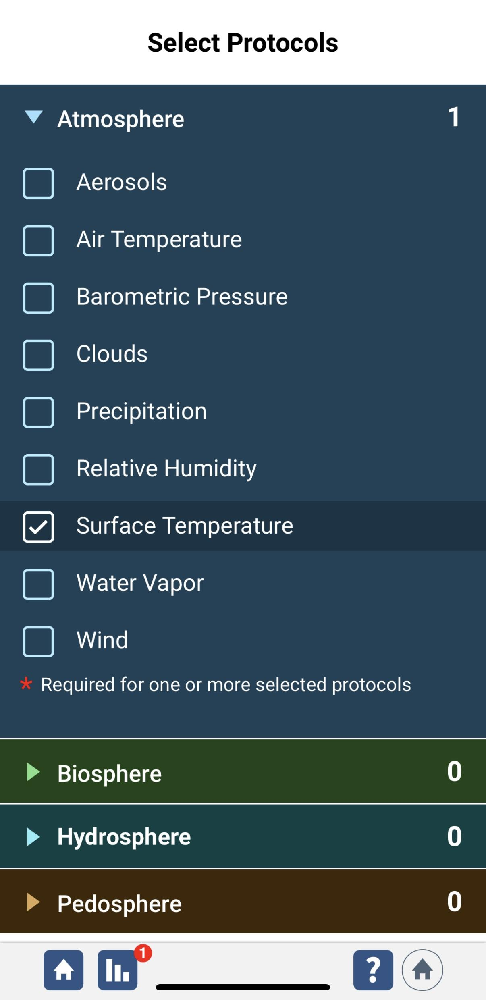 Select Protocols
Atmosphere 1
Aerosols
Air Temperature
Barometric Pressure
Clouds
Precipitation
Relative Humidity
Surface Temperature
Water Vapor
Wind
* Required for one or more selected protocols
Biosphere 0
Hydrosphere 0
Pedosphere 0
1
?